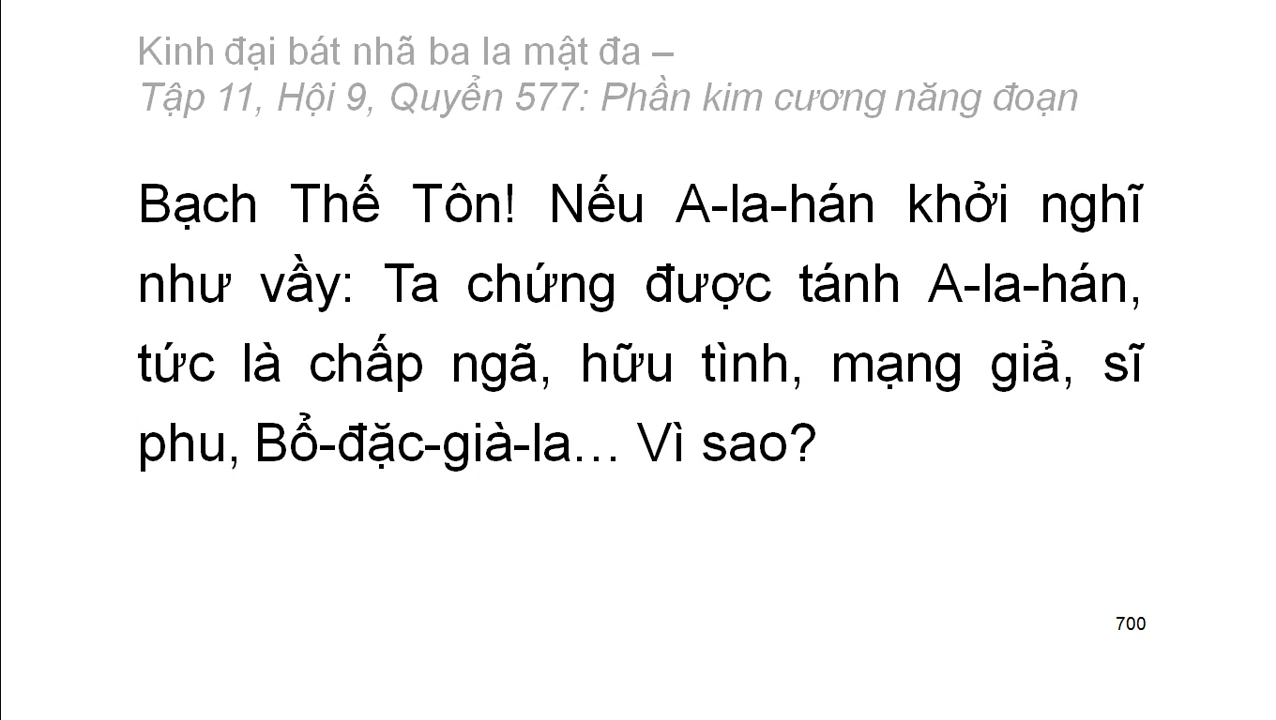 Kinh đại bát nhã ba la mật đa –
Tập 11, Hội 9, Quyển 577: Phần kim cương năng đoạn
Bạch Thế Tôn! Nếu A-la-hán khởi nghĩ
như vầy: Ta chứng được tánh A-la-hán,
tức là chấp ngã, hữu tình, mạng giả, sĩ
phu, Bổ-đặc-già-la… Vì sao?
700